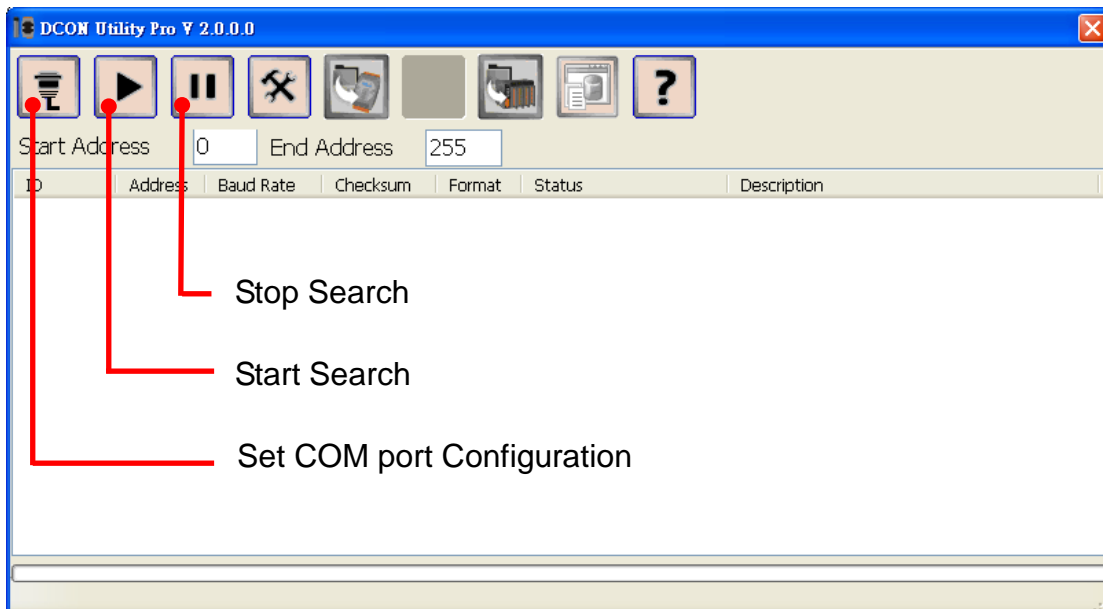 DCON Utility Pro V 2.0.0.0
?
Start Address 0 End Address 255
ID Address Baud Rate Checksum Format Status Description
Stop Search
Start Search
Set COM port Configuration